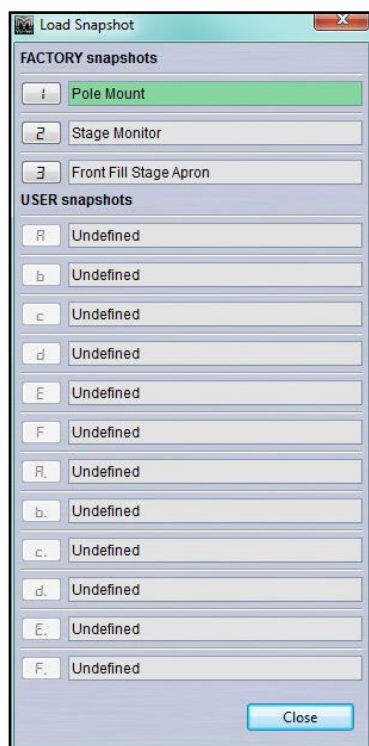 Load Snapshot
FACTORY snapshots
1 Pole Mount
2 Stage Monitor
3 Front Fill Stage Apron
USER snapshots
A Undefined
b Undefined
c Undefined
d Undefined
E Undefined
F Undefined
A. Undefined
b. Undefined
c. Undefined
d. Undefined
E. Undefined
F. Undefined
Close